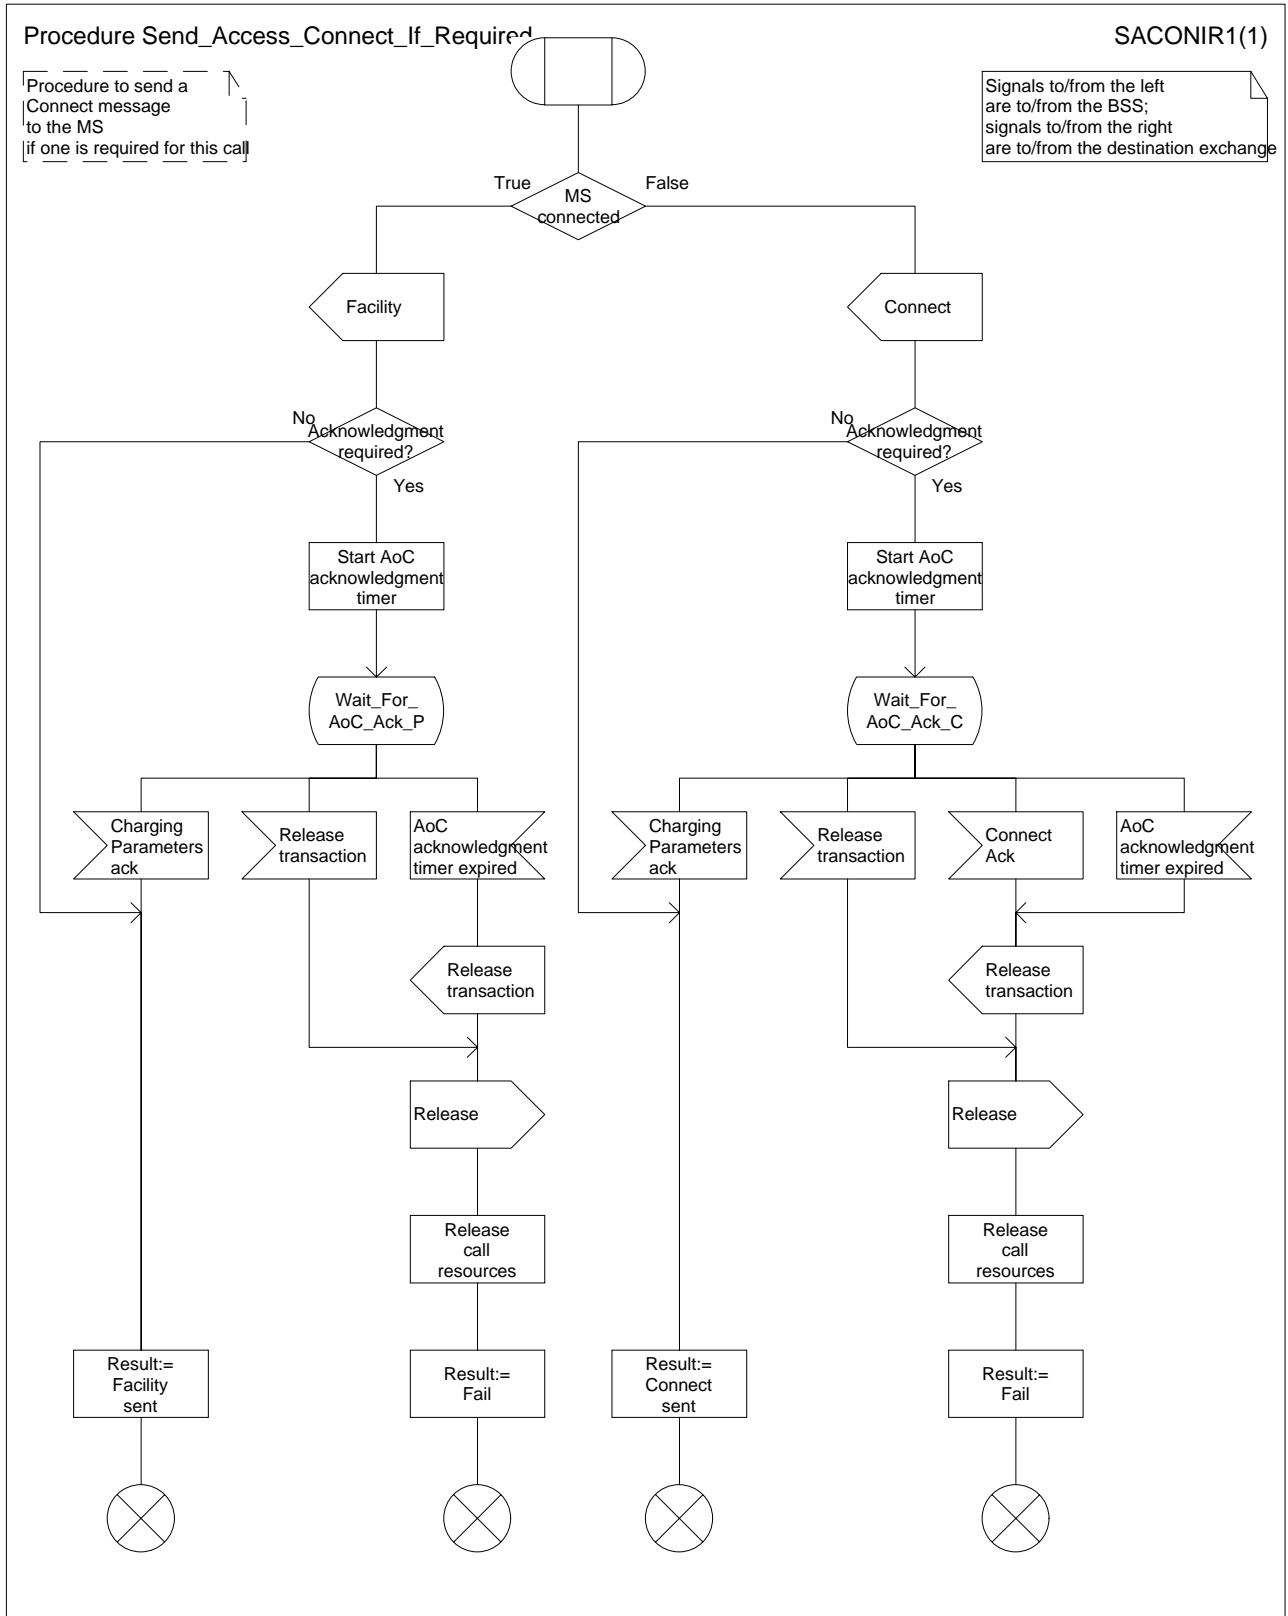 Procedure Send_Access_Connect_If_Required
SACONIR1(1)
Procedure to send a
Connect message
to the MS
if one is required for this call
Signals to/from the left
are to/from the BSS;
signals to/from the right
are to/from the destination exchange
True
MS
connected
False
Facility
Connect
No
Acknowledgment
required?
Yes
No
Acknowledgment
required?
Yes
Start AoC
acknowledgment
timer
Start AoC
acknowledgment
timer
Wait_For_
AoC_Ack_P
Wait_For_
AoC_Ack_C
Charging
Parameters
ack
Release
transaction
AoC
acknowledgment
timer expired
Charging
Parameters
ack
Release
transaction
Connect
Ack
AoC
acknowledgment
timer expired
Release
transaction
Release
transaction
Release
Release
Release
call
resources
Release
call
resources
Result:=
Facility
sent
Result:=
Fail
Result:=
Connect
sent
Result:=
Fail